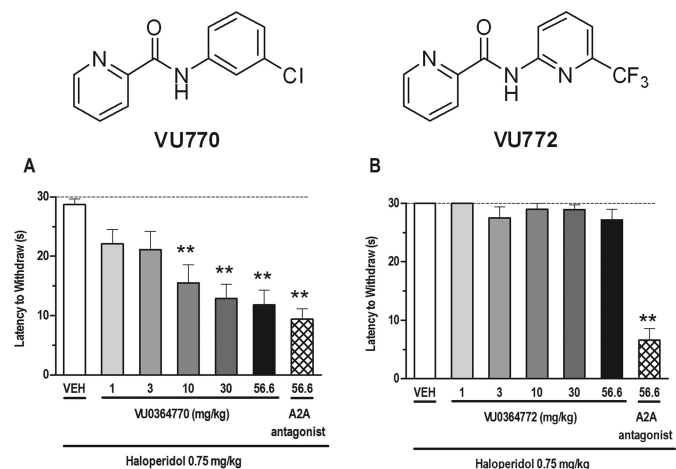 N
O
N
H
Cl
VU770
N
O
N
H
N
CF3
VU772
A
Latency to Withdraw (s)
30
20
10
0
**
**
**
**
VEH
1
3
10
30
56.6
56.6
VU0364770 (mg/kg)
A2A
antagonist
Haloperidol 0.75 mg/kg
B
Latency to Withdraw (s)
30
20
10
0
**
VEH
1
3
10
30
56.6
56.6
VU0364772 (mg/kg)
A2A
antagonist
Haloperidol 0.75 mg/kg